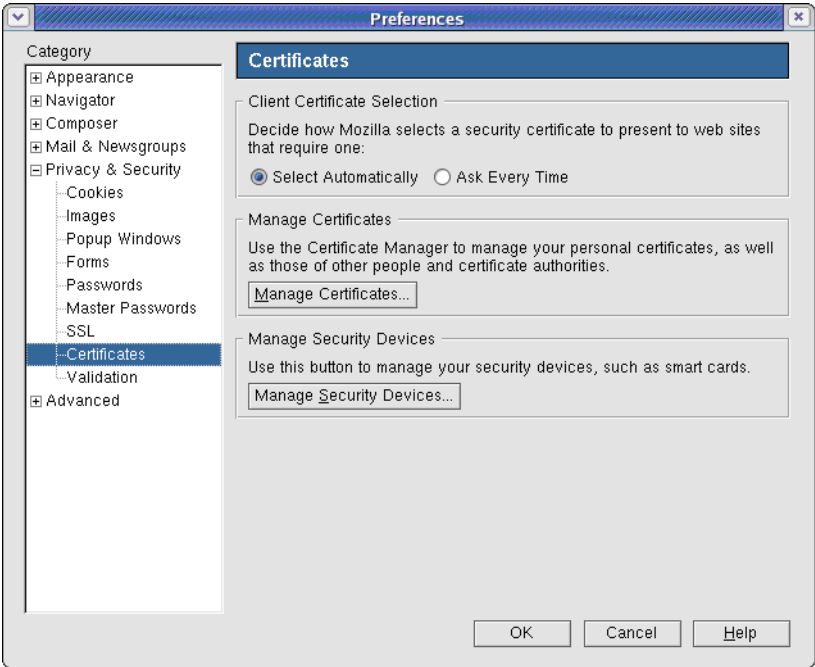 Preferences
Category
Appearance
Navigator
Composer
Mail & Newsgroups
Privacy & Security
Cookies
Images
Popup Windows
Forms
Passwords
Master Passwords
SSL
Certificates
Validation
Advanced
Certificates
Client Certificate Selection
Decide how Mozilla selects a security certificate to present to web sites
that require one:
Select Automatically
Ask Every Time
Manage Certificates
Use the Certificate Manager to manage your personal certificates, as well
as those of other people and certificate authorities.
Manage Certificates...
Manage Security Devices
Use this button to manage your security devices, such as smart cards.
Manage Security Devices...
OK
Cancel
Help